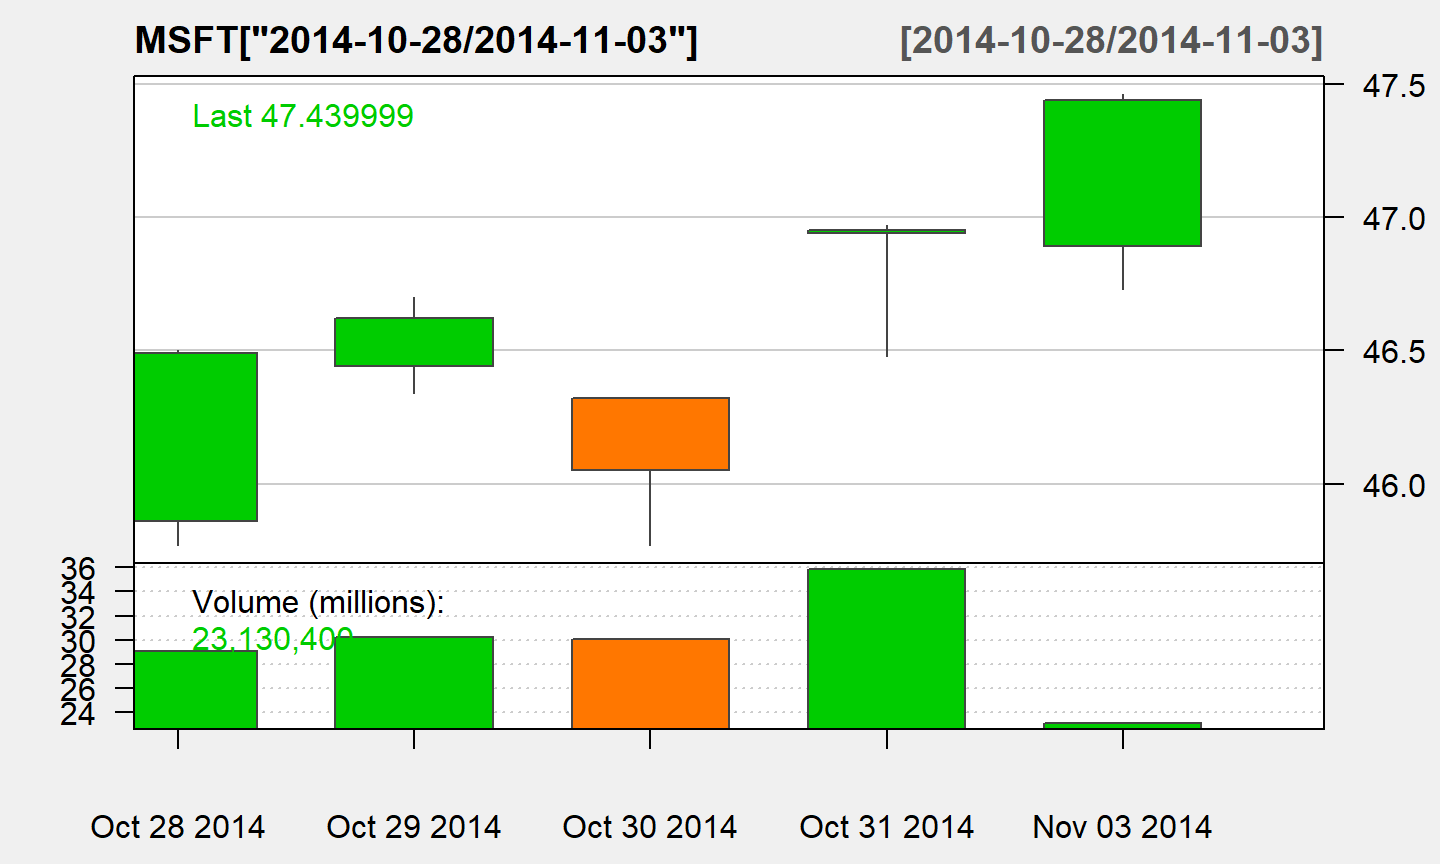 MSFT["2014-10-28/2014-11-03"]
[2014-10-28/2014-11-03]
Last 47.439999
47.5
47.0
46.5
46.0
Volume (millions):
23,130,400
36
34
32
30
28
26
24
Oct 28 2014
Oct 29 2014
Oct 30 2014
Oct 31 2014
Nov 03 2014